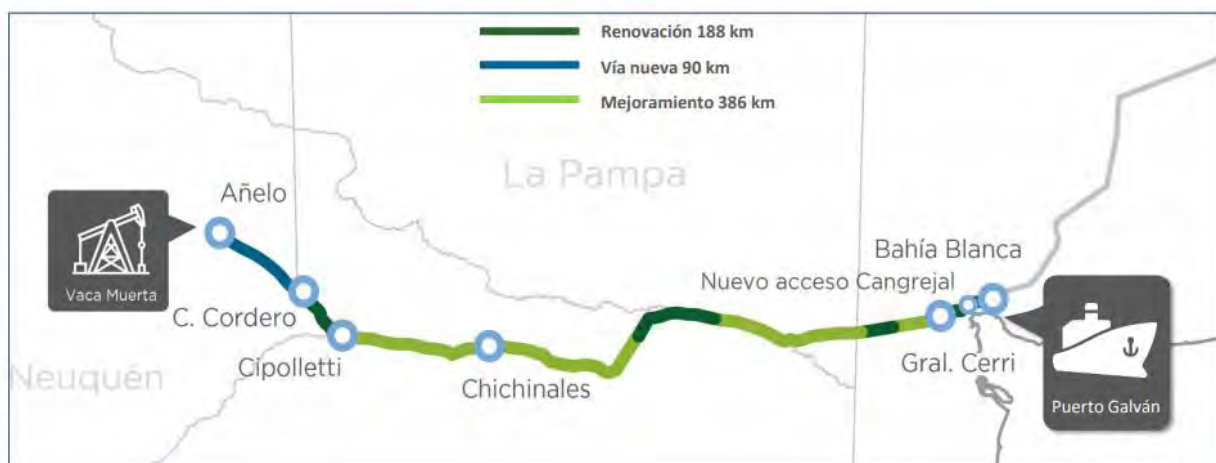 Renovación 188 km
Vía nueva 90 km
Mejoramiento 386 km
La Pampa
Añelo
Vaca Muerta
Bahía Blanca
Nuevo acceso Cangrejal
C. Cordero
Cipolletti
Neuquén
Chichinales
Gral. Cerri
Puerto Galván